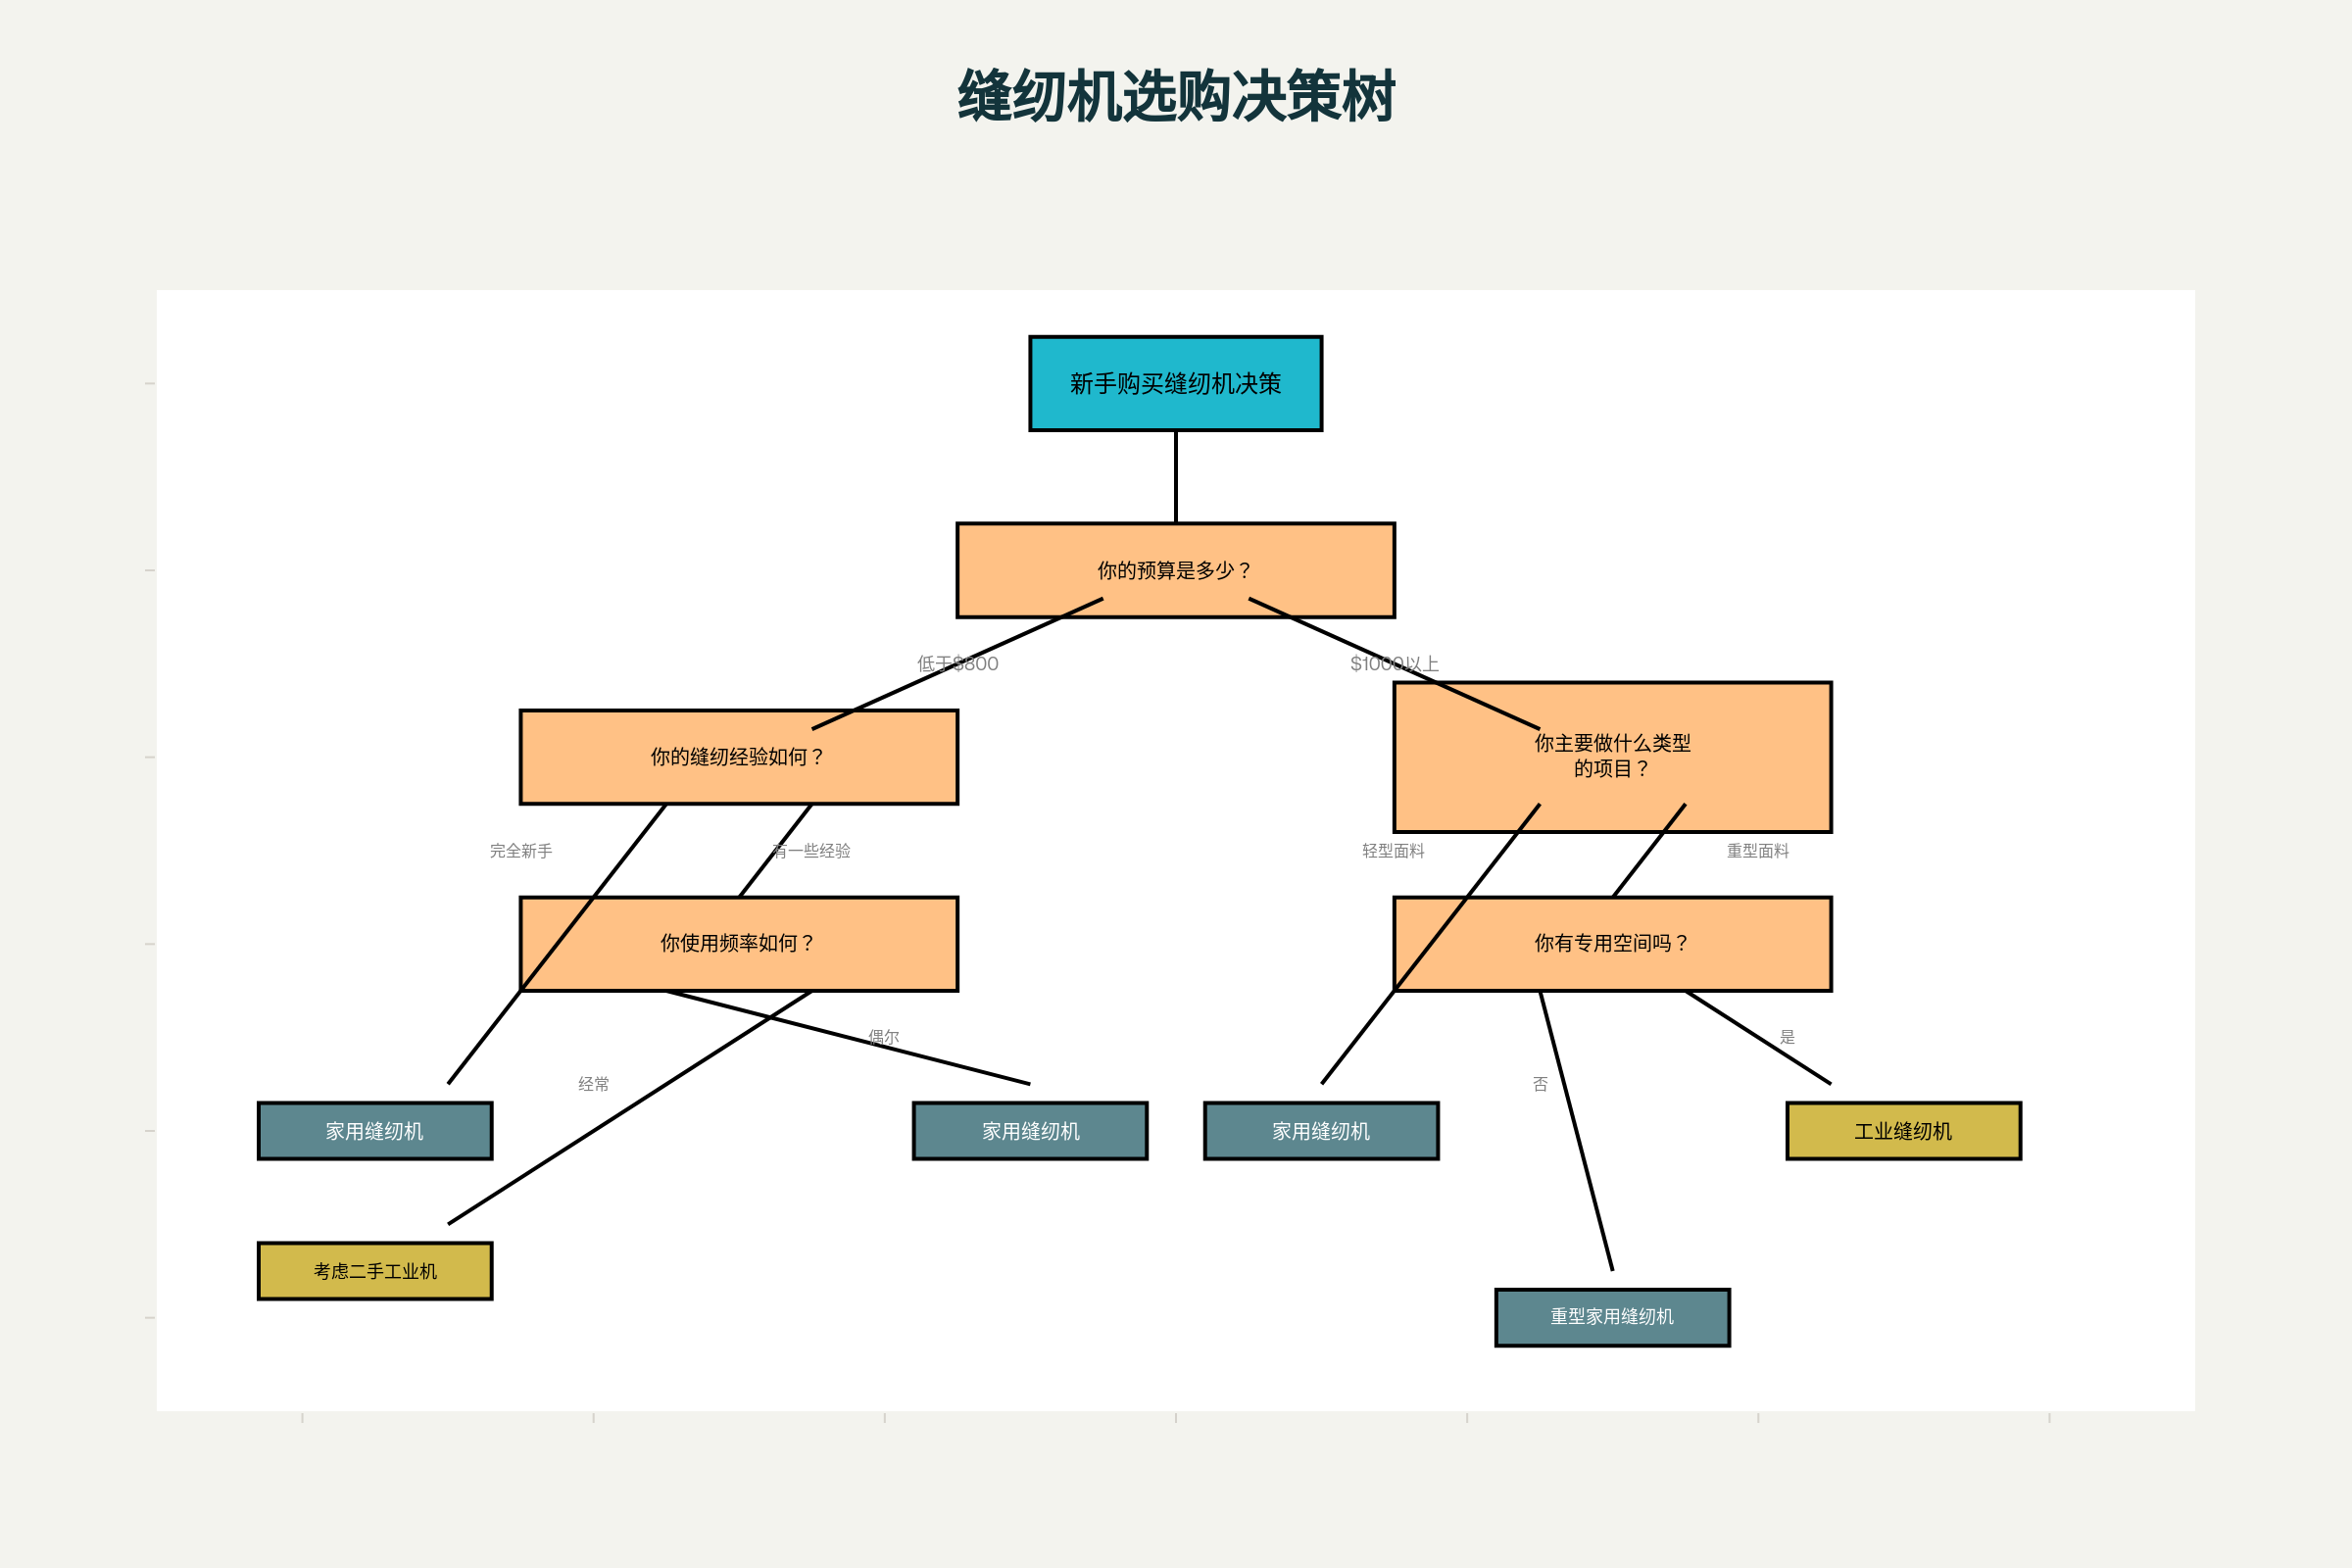 缝纫机选购决策树
新手购买缝纫机决策
你的预算是多少？
低于$800
$1000以上
你的缝纫经验如何？
你主要做什么类型
的项目？
完全新手
有一些经验
轻型面料
重型面料
你使用频率如何？
你有专用空间吗？
偶尔
是
经常
否
家用缝纫机
家用缝纫机
家用缝纫机
工业缝纫机
考虑二手工业机
重型家用缝纫机